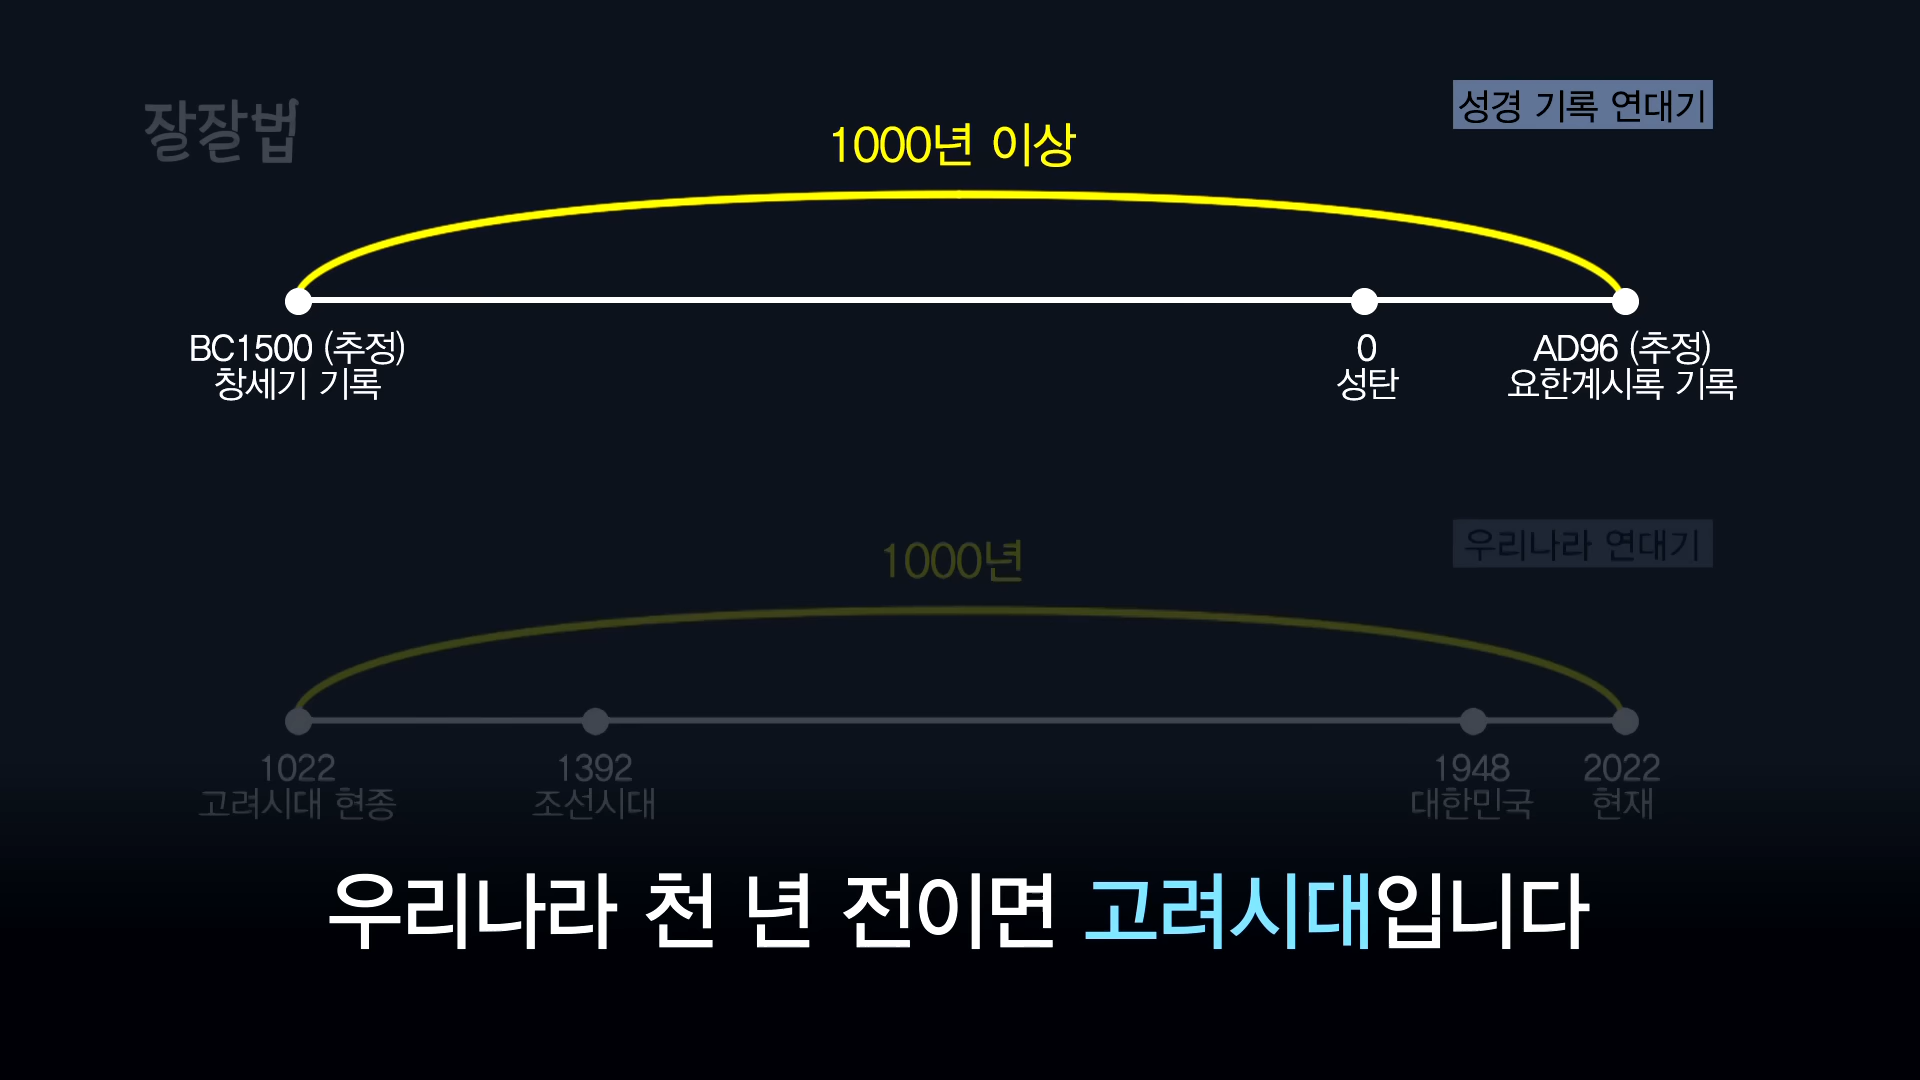 잘잘법
성경 기록 연대기
1000년 이상
BC1500 (추정)
창세기 기록
0
성탄
AD96 (추정)
요한계시록 기록
우리나라 연대기
1000년
1022
고려시대 현종
1392
조선시대
1948
대한민국
2022
현재
우리나라 천 년 전이면 고려시대입니다